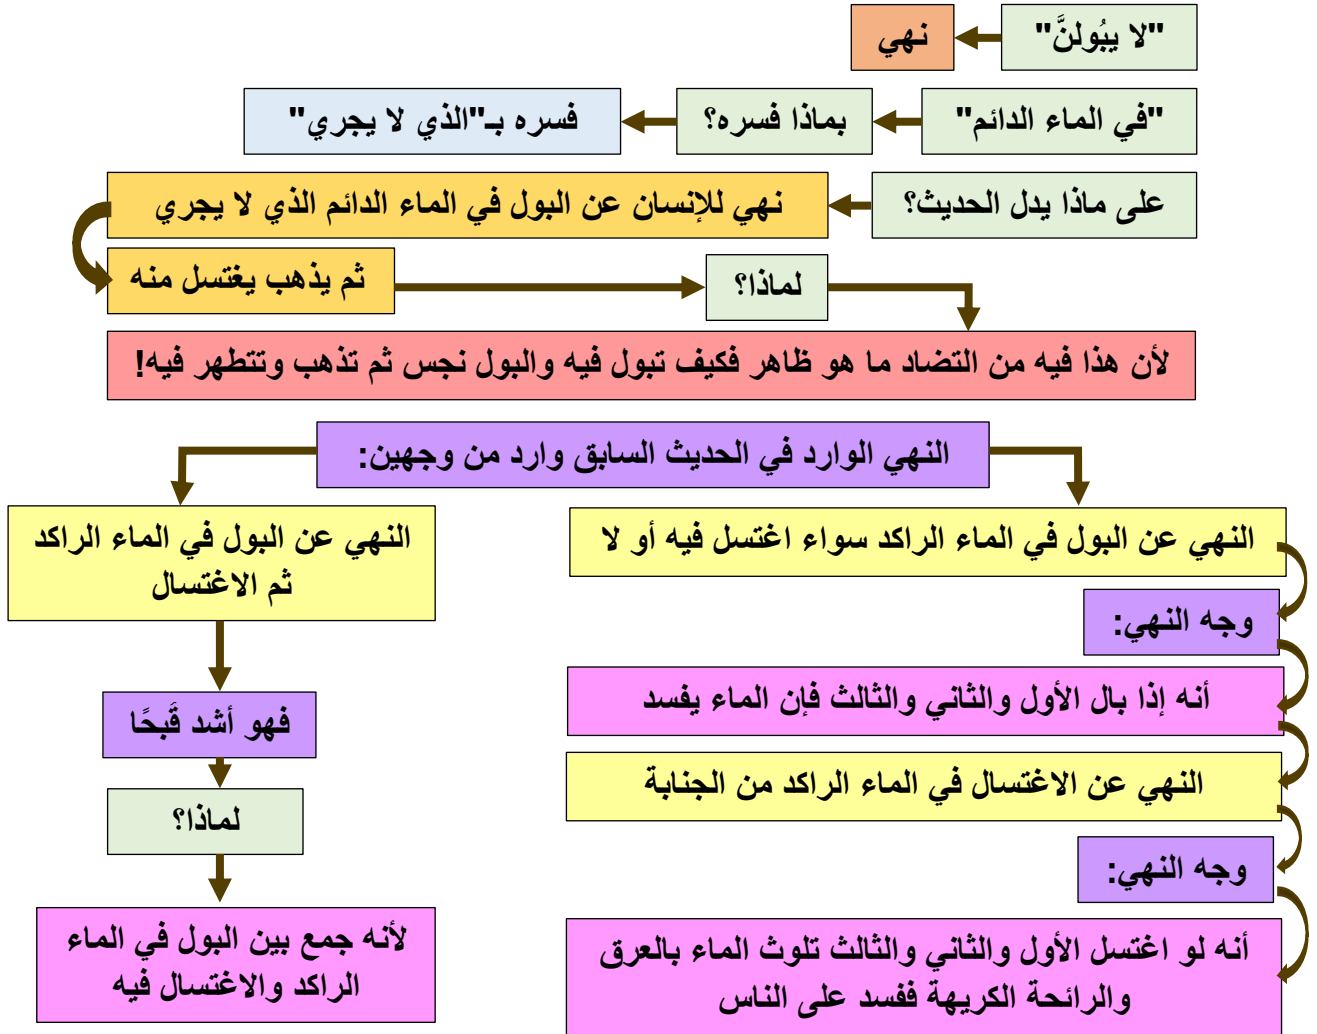 "لا يبُولنَّ"
نهي
"في الماء الدائم"
بماذا فسره؟
فسره بـ"الذي لا يجري"
على ماذا يدل الحديث؟
نهي للإنسان عن البول في الماء الدائم الذي لا يجري
ثم يذهب يغتسل منه
لماذا؟
لأن هذا فيه من التضاد ما هو ظاهر فكيف تبول فيه والبول نجس ثم تذهب وتتطهر فيه!
النهي الوارد في الحديث السابق وارد من وجهين:
النهي عن البول في الماء الراكد سواء اغتسل فيه أو لا
وجه النهي:
أنه إذا بال الأول والثاني والثالث فإن الماء يفسد
النهي عن الاغتسال في الماء الراكد من الجنابة
وجه النهي:
أنه لو اغتسل الأول والثاني والثالث تلوث الماء بالعرق
والرائحة الكريهة ففسد على الناس
النهي عن البول في الماء الراكد
ثم الاغتسال
فهو أشد قَبحًا
لماذا؟
لأنه جمع بين البول في الماء
الراكد والاغتسال فيه